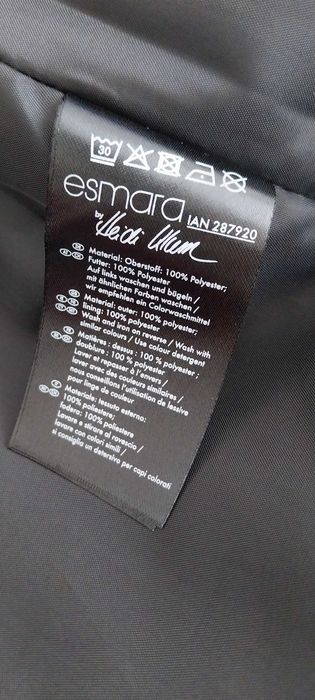 30
esmara IAN 287920
by Heidi Klum
Material: Oberstoff: 100% Polyester;
Futter: 100% Polyester
Auf links waschen und bügeln /
mit ähnlichen Farben waschen /
wir empfehlen ein Colorwaschmittel
Material: outer: 100% polyester;
lining: 100% polyester
Wash and iron on reverse / Wash with
similar colours / Use colour detergent
Matières: dessus : 100 % polyester ;
doublure : 100 % polyester
Laver et repasser à l'envers /
laver avec des couleurs similaires /
nous conseillons l'utilisation de lessive
pour linge de couleur
Materiale: tessuto esterno:
100% poliestere;
fodera: 100% poliestere
Lavare e stirare al rovescio /
lavare con colori simili /
si consiglia un detersivo per capi colorati